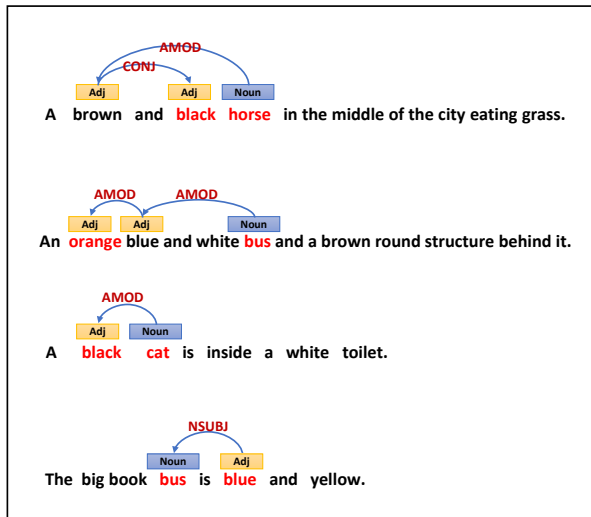 AMOD
CONJ
Adj Adj Noun
A brown and black horse in the middle of the city eating grass.
AMOD AMOD
Adj Adj Noun
An orange blue and white bus and a brown round structure behind it.
AMOD
Adj Noun
A black cat is inside a white toilet.
NSUBJ
Noun Adj
The big book bus is blue and yellow.